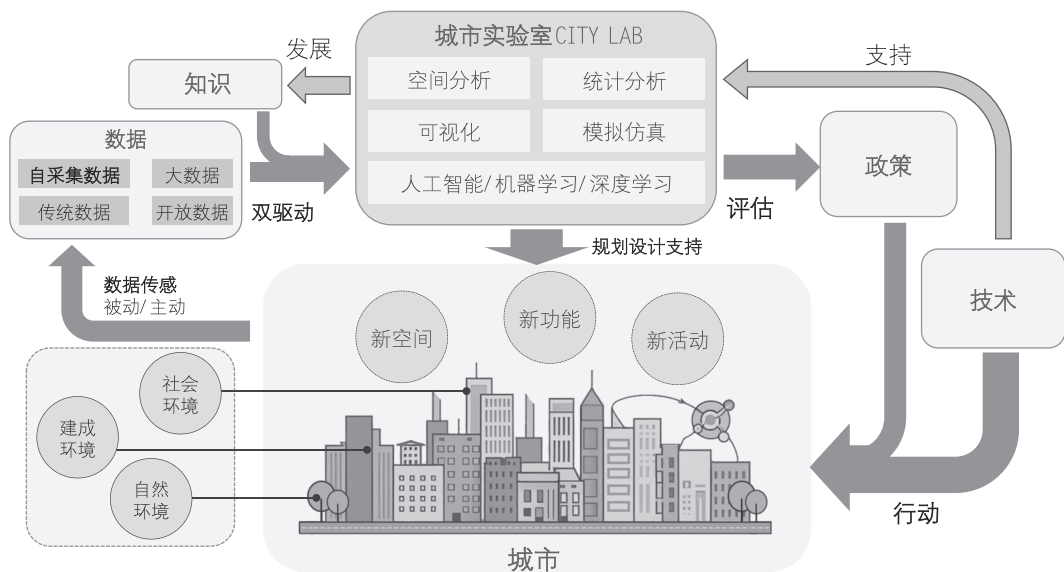 城市实验室CITY LAB
空间分析
统计分析
可视化
模拟仿真
人工智能/机器学习/深度学习
发展
知识
数据
自采集数据
大数据
传统数据
开放数据
双驱动
评估
政策
支持
技术
行动
规划设计支持
数据传感
被动/主动
新空间
新功能
新活动
社会
环境
建成
环境
自然
环境
城市